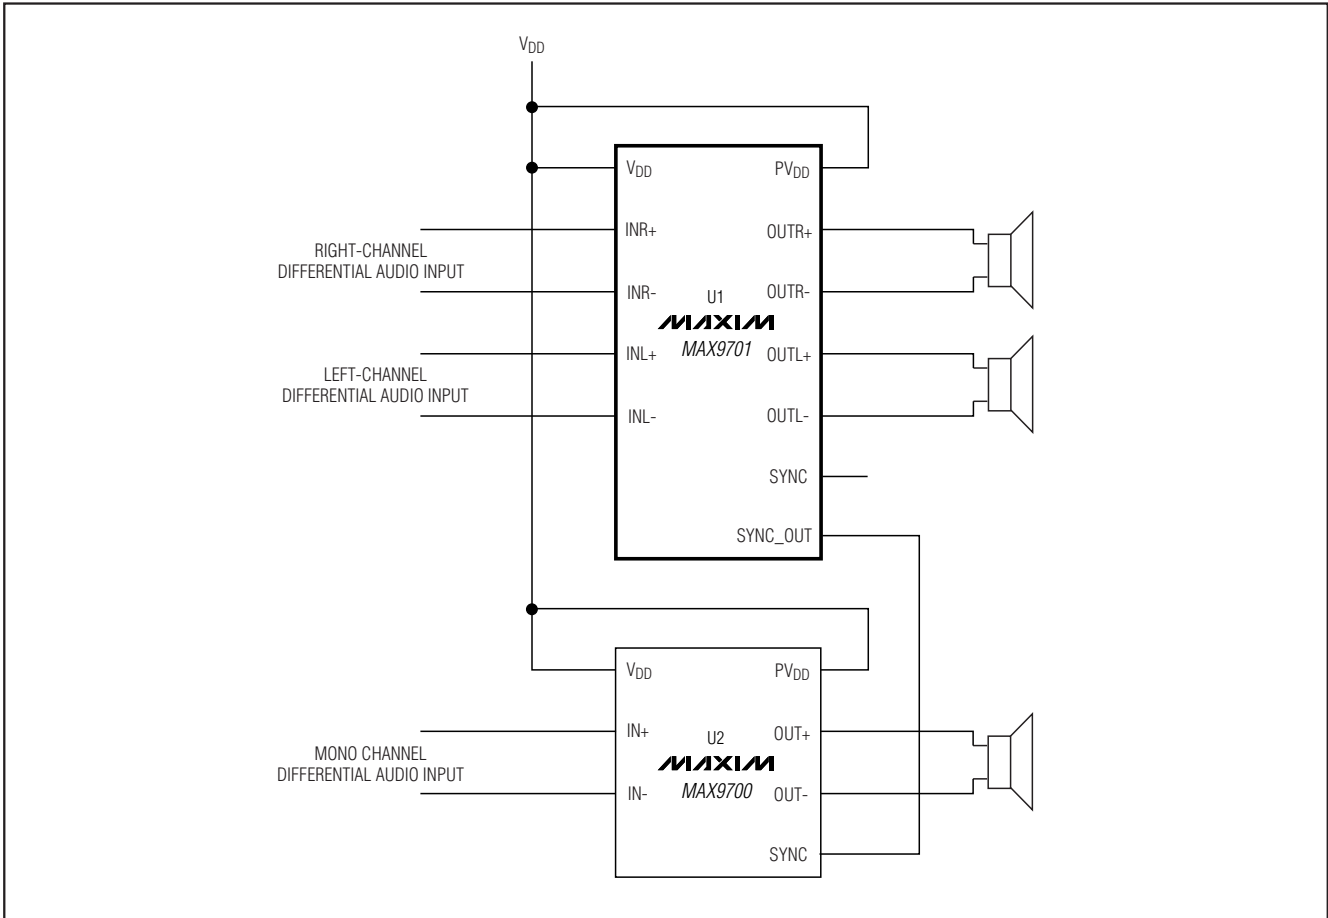 VDD
VDD
PVDD
INR+
OUTR+
RIGHT-CHANNEL
DIFFERENTIAL AUDIO INPUT
INR-
OUTR-
U1
MAXIM
MAX9701
INL+
OUTL+
LEFT-CHANNEL
DIFFERENTIAL AUDIO INPUT
INL-
OUTL-
SYNC
SYNC_OUT
VDD
PVDD
IN+
OUT+
MONO CHANNEL
DIFFERENTIAL AUDIO INPUT
U2
MAXIM
MAX9700
IN-
OUT-
SYNC